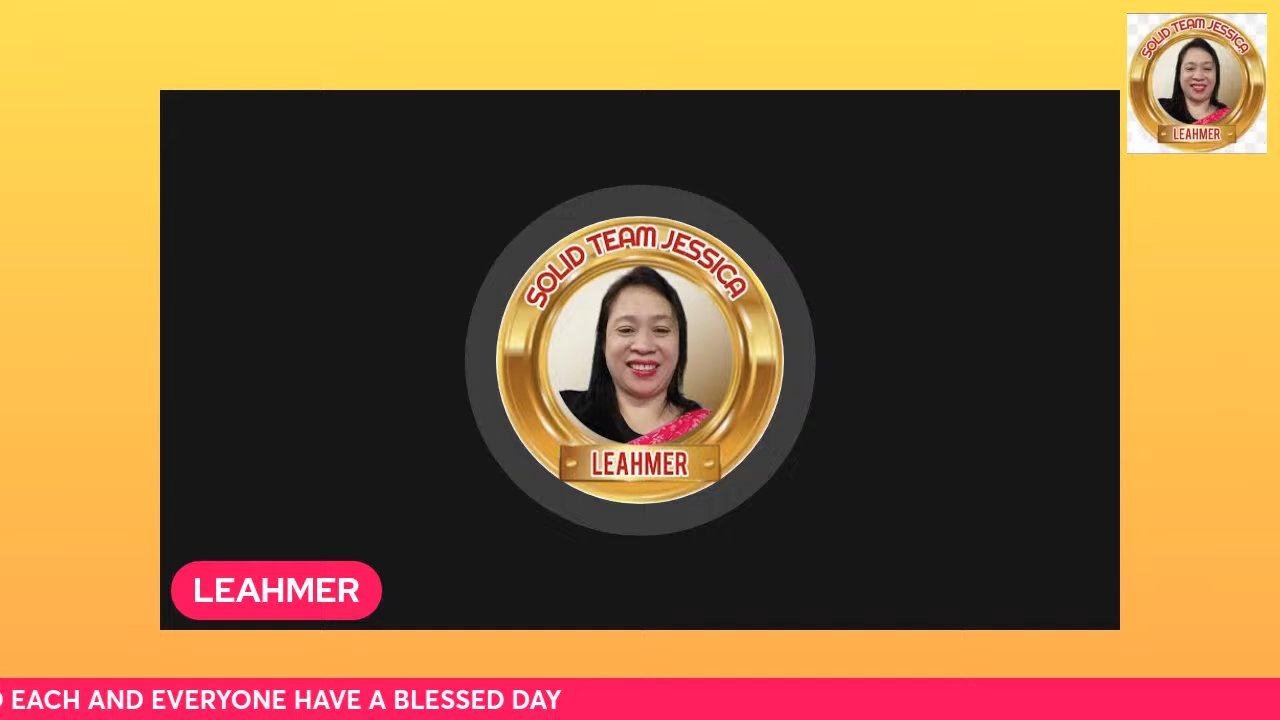 SOLID TEAM JESSICA
LEAHMER
SOLID TEAM JESSICA
LEAHMER
LEAHMER
EACH AND EVERYONE HAVE A BLESSED DAY